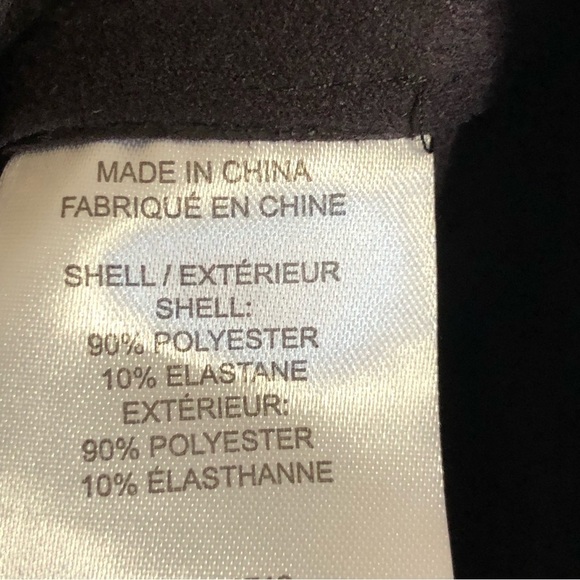 MADE IN CHINA
FABRIQUÉ EN CHINE
SHELL / EXTÉRIEUR
SHELL:
90% POLYESTER
10% ELASTANE
EXTÉRIEUR:
90% POLYESTER
10% ÉLASTHANNE